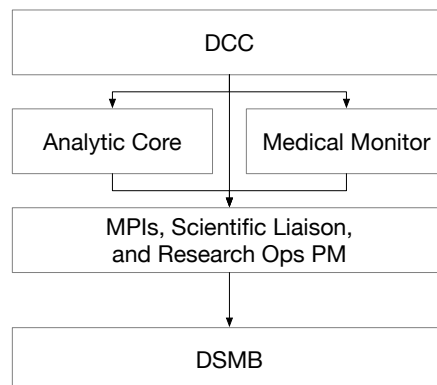 DCC
Analytic Core
Medical Monitor
MPIs, Scientific Liaison,
and Research Ops PM
DSMB